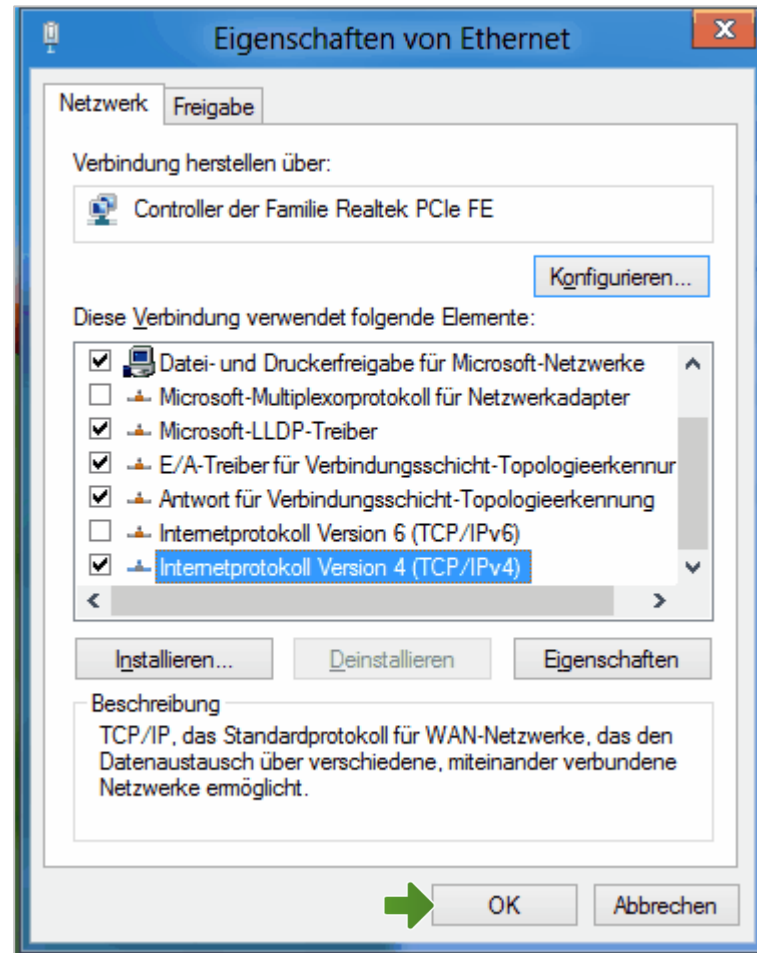 Eigenschaften von Ethernet
Netzwerk Freigabe
Verbindung herstellen über:
Controller der Familie Realtek PCIe FE
Konfigurieren...
Diese Verbindung verwendet folgende Elemente:
Datei- und Druckerfreigabe für Microsoft-Netzwerke
Microsoft-Multiplexorprotokoll für Netzwerkadapter
Microsoft-LLDP-Treiber
E/A-Treiber für Verbindungsschicht-Topologieerkennur
Antwort für Verbindungsschicht-Topologieerkennung
Internetprotokoll Version 6 (TCP/IPv6)
Internetprotokoll Version 4 (TCP/IPv4)
Installieren... Deinstallieren Eigenschaften
Beschreibung
TCP/IP, das Standardprotokoll für WAN-Netzwerke, das den
Datenaustausch über verschiedene, miteinander verbundene
Netzwerke ermöglicht.
OK Abbrechen